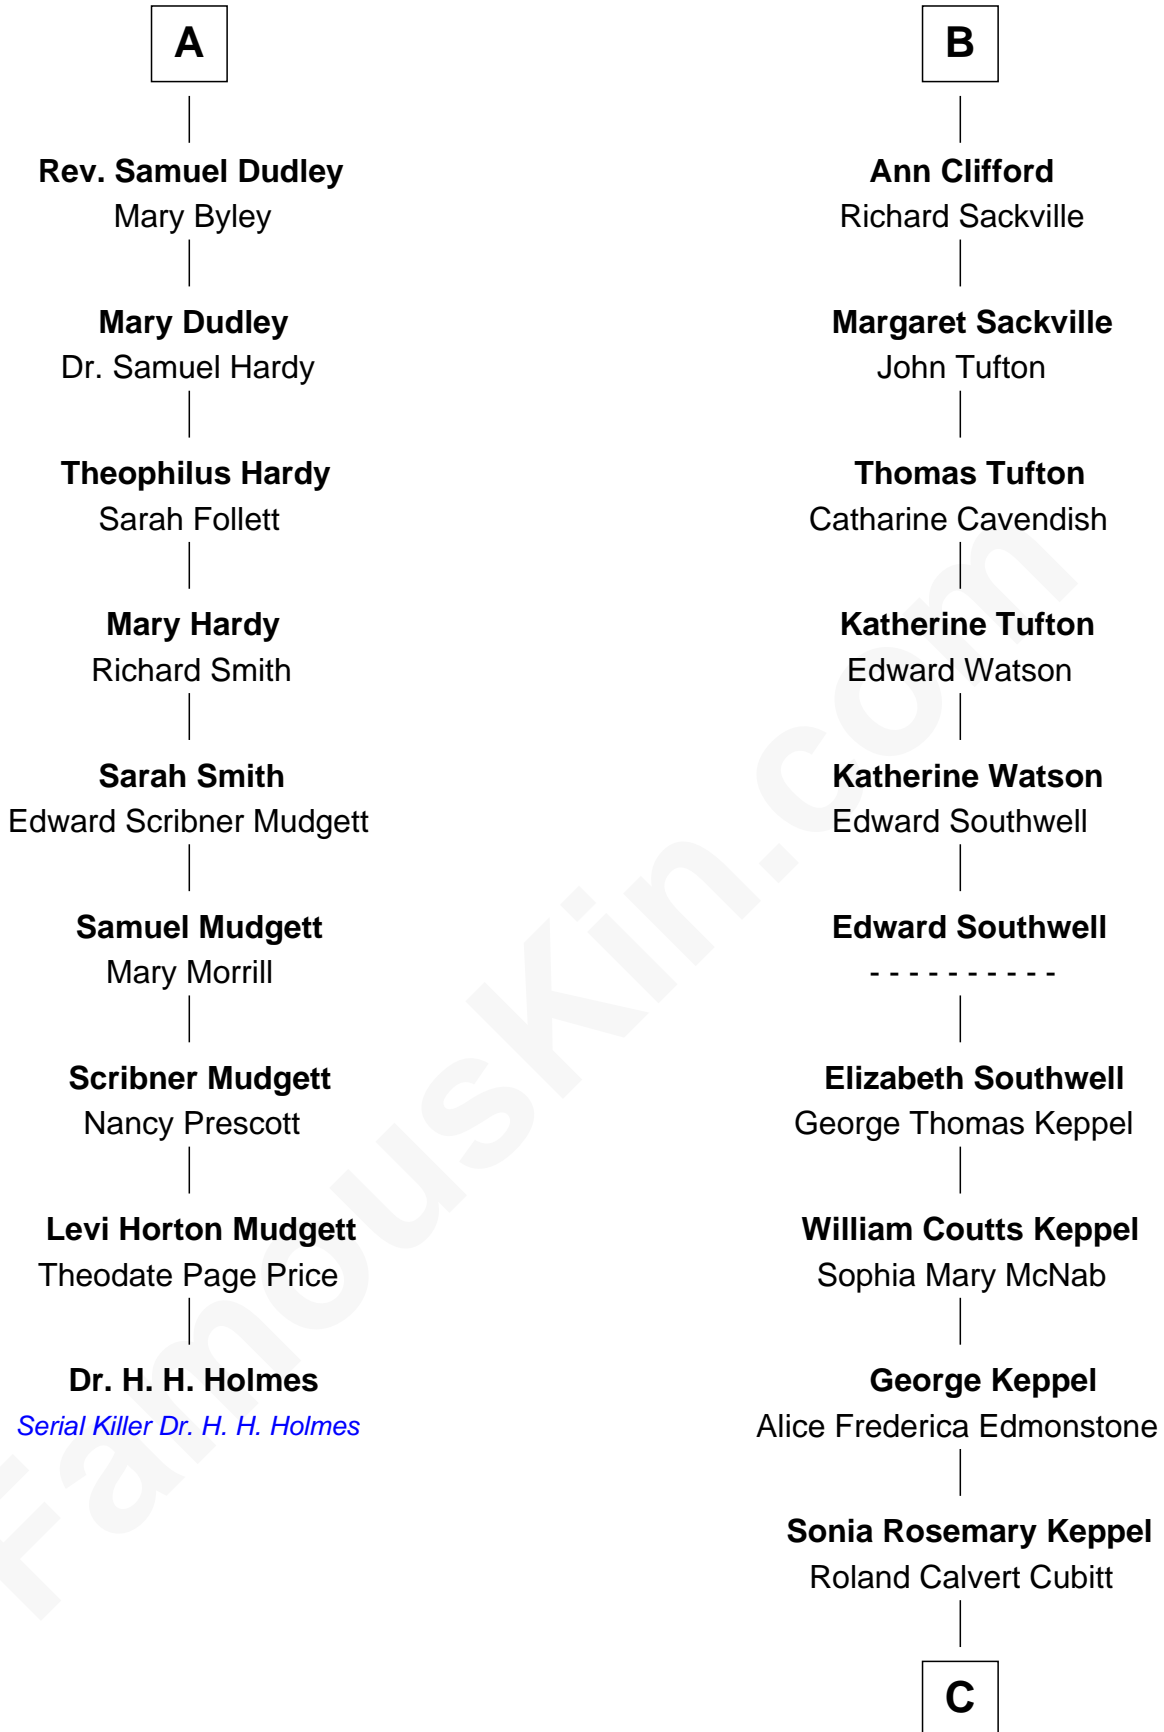 A
Rev. Samuel Dudley
Mary Byley
Mary Dudley
Dr. Samuel Hardy
Theophilus Hardy
Sarah Follett
Mary Hardy
Richard Smith
Sarah Smith
Edward Scribner Mudgett
Samuel Mudgett
Mary Morrill
Scribner Mudgett
Nancy Prescott
Levi Horton Mudgett
Theodate Page Price
Dr. H. H. Holmes
Serial Killer Dr. H. H. Holmes
B
Ann Clifford
Richard Sackville
Margaret Sackville
John Tufton
Thomas Tufton
Catharine Cavendish
Katherine Tufton
Edward Watson
Katherine Watson
Edward Southwell
Edward Southwell
- - - - - - - - - -
Elizabeth Southwell
George Thomas Keppel
William Coutts Keppel
Sophia Mary McNab
George Keppel
Alice Frederica Edmonstone
Sonia Rosemary Keppel
Roland Calvert Cubitt
C
FamousKin.com